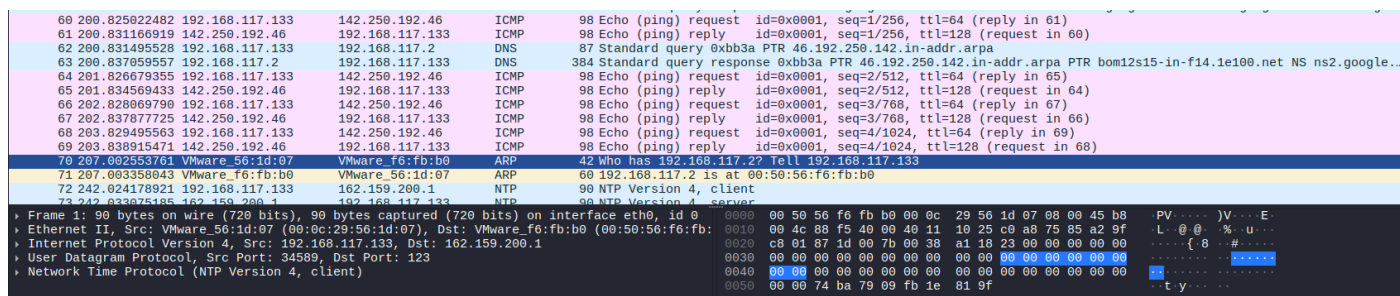 60 200.825022482 192.168.117.133 142.250.192.46 ICMP 98 Echo (ping) request id=0x0001, seq=1/256, ttl=64 (reply in 61)
61 200.831166919 142.250.192.46 192.168.117.133 ICMP 98 Echo (ping) reply id=0x0001, seq=1/256, ttl=128 (request in 60)
62 200.831495528 192.168.117.133 192.168.117.2 DNS 87 Standard query 0xbb3a PTR 46.192.250.142.in-addr.arpa
63 200.837059557 192.168.117.2 192.168.117.133 DNS 384 Standard query response 0xbb3a PTR 46.192.250.142.in-addr.arpa PTR bom12s15-in-f14.1e100.net NS ns2.google.…
64 201.826679355 192.168.117.133 142.250.192.46 ICMP 98 Echo (ping) request id=0x0001, seq=2/512, ttl=64 (reply in 65)
65 201.834569433 142.250.192.46 192.168.117.133 ICMP 98 Echo (ping) reply id=0x0001, seq=2/512, ttl=128 (request in 64)
66 202.828069790 192.168.117.133 142.250.192.46 ICMP 98 Echo (ping) request id=0x0001, seq=3/768, ttl=64 (reply in 67)
67 202.837877725 142.250.192.46 192.168.117.133 ICMP 98 Echo (ping) reply id=0x0001, seq=3/768, ttl=128 (request in 66)
68 203.829495563 192.168.117.133 142.250.192.46 ICMP 98 Echo (ping) request id=0x0001, seq=4/1024, ttl=64 (reply in 69)
69 203.838915471 142.250.192.46 192.168.117.133 ICMP 98 Echo (ping) reply id=0x0001, seq=4/1024, ttl=128 (request in 68)
70 207.002553761 VMware_56:1d:07 VMware_f6:fb:b0 ARP 42 Who has 192.168.117.2? Tell 192.168.117.133
71 207.003358043 VMware_f6:fb:b0 VMware_56:1d:07 ARP 60 192.168.117.2 is at 00:50:56:f6:fb:b0
72 242.024178921 192.168.117.133 162.159.200.1 NTP 90 NTP Version 4, client
73 242.033075185 162.159.200.1 192.168.117.133 NTP 90 NTP Version 4, server
Frame 1: 90 bytes on wire (720 bits), 90 bytes captured (720 bits) on interface eth0, id 0
Ethernet II, Src: VMware_56:1d:07 (00:0c:29:56:1d:07), Dst: VMware_f6:fb:b0 (00:50:56:f6:fb:
Internet Protocol Version 4, Src: 192.168.117.133, Dst: 162.159.200.1
User Datagram Protocol, Src Port: 34589, Dst Port: 123
Network Time Protocol (NTP Version 4, client)
0000 00 50 56 f6 fb b0 00 0c 29 56 1d 07 08 00 45 b8 ·PV····· )V····E·
0010 00 4c 88 f5 40 00 40 11 10 25 c0 a8 75 85 a2 9f ·L··@·@· ·%··u···
0020 c8 01 87 1d 00 7b 00 38 a1 18 23 00 00 00 00 00 ·····{·8 ··#·····
0030 00 00 00 00 00 00 00 00 00 00 00 00 00 00 00 00 ········ ········
0040 00 00 00 00 00 00 00 00 00 00 00 00 00 00 00 00 ········ ········
0050 00 00 74 ba 79 09 fb 1e 81 9f ··t·y··· ··